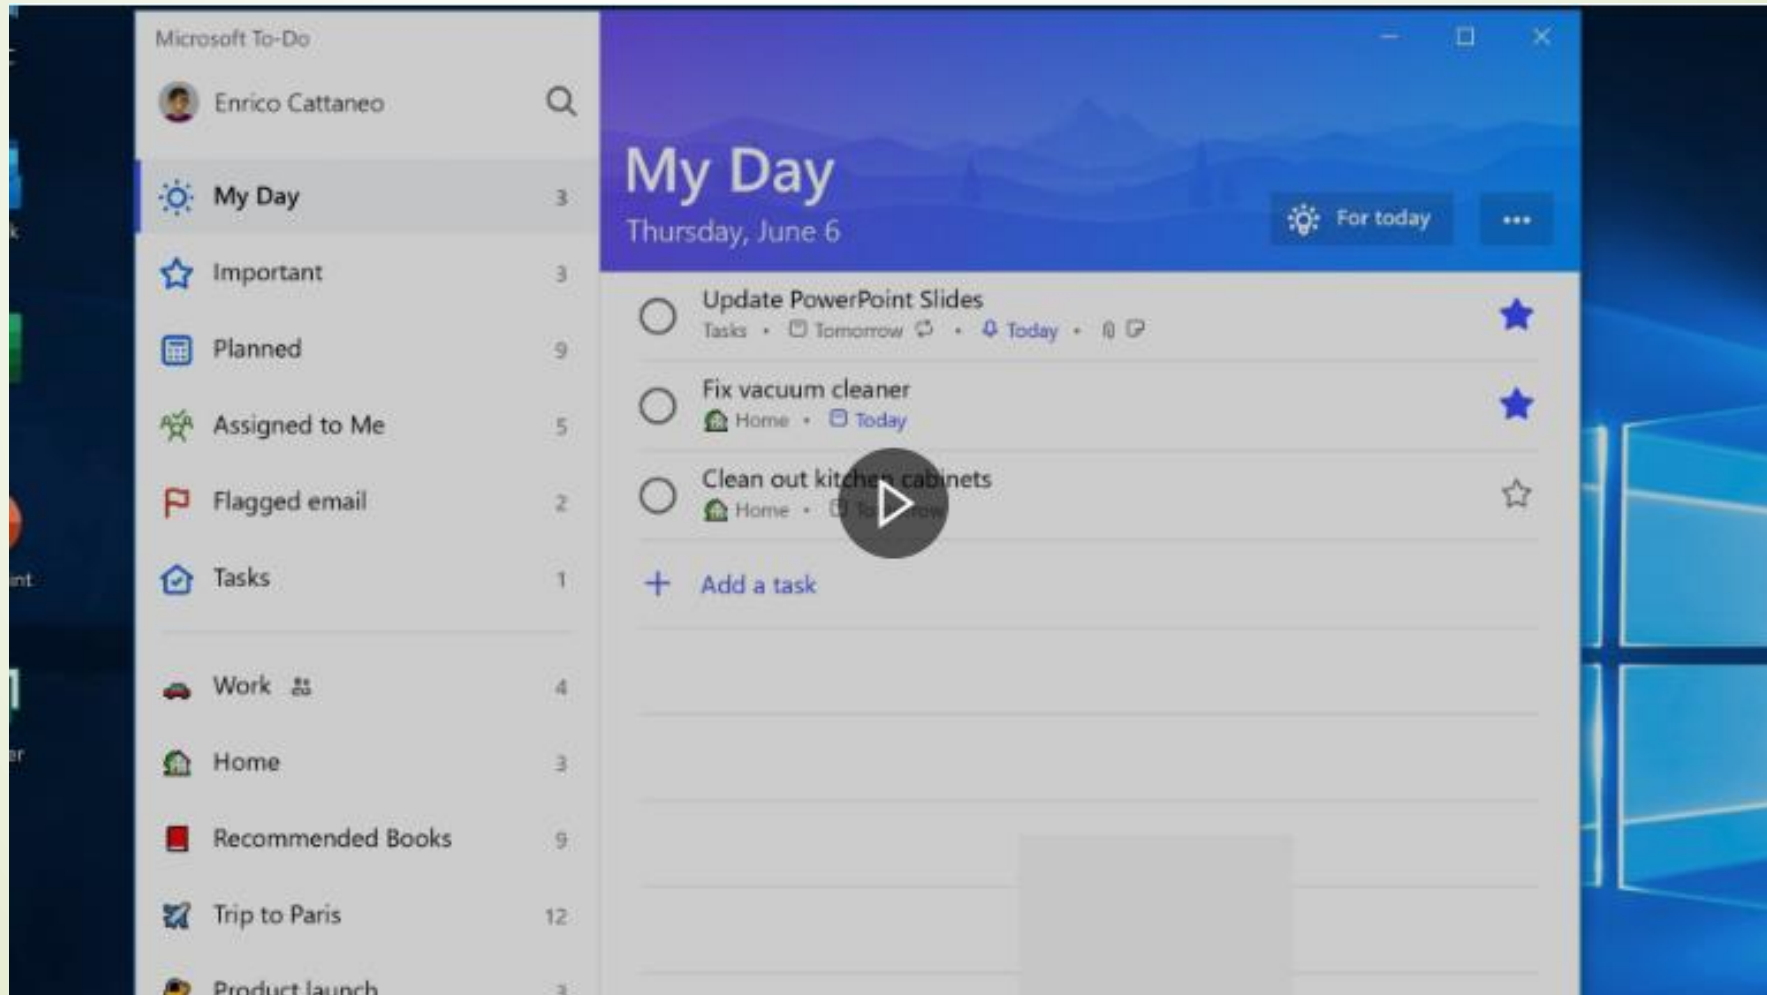 Microsoft To-Do
Enrico Cattaneo
My Day 3
Important 3
Planned 9
Assigned to Me 5
Flagged email 2
Tasks 1
Work 4
Home 3
Recommended Books 9
Trip to Paris 12
Product launch 3
My Day
Thursday, June 6
For today
Update PowerPoint Slides
Tasks • Tomorrow • Today •
Fix vacuum cleaner
Home • Today
Clean out kitchen cabinets
Home • Tomorrow
Add a task